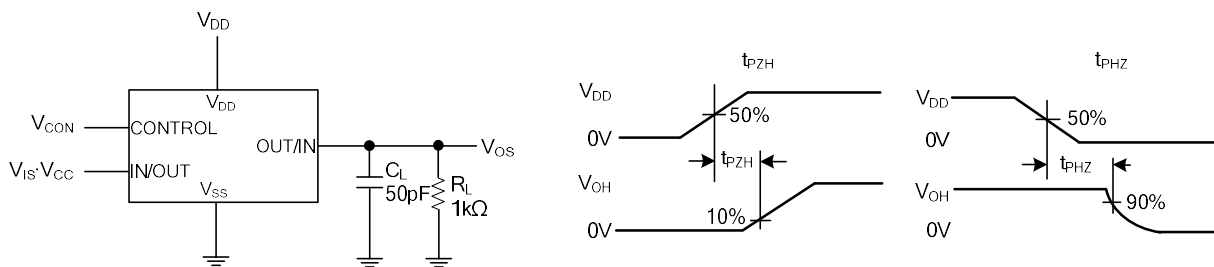 VDD
VDD
VCON
CONTROL
OUT/IN
VOS
VIS·VCC
IN/OUT
VSS
CL
50pF
RL
1kΩ
tPZH
VDD
50%
0V
tPZH
VOH
10%
0V
tPHZ
VDD
50%
0V
tPHZ
VOH
90%
0V